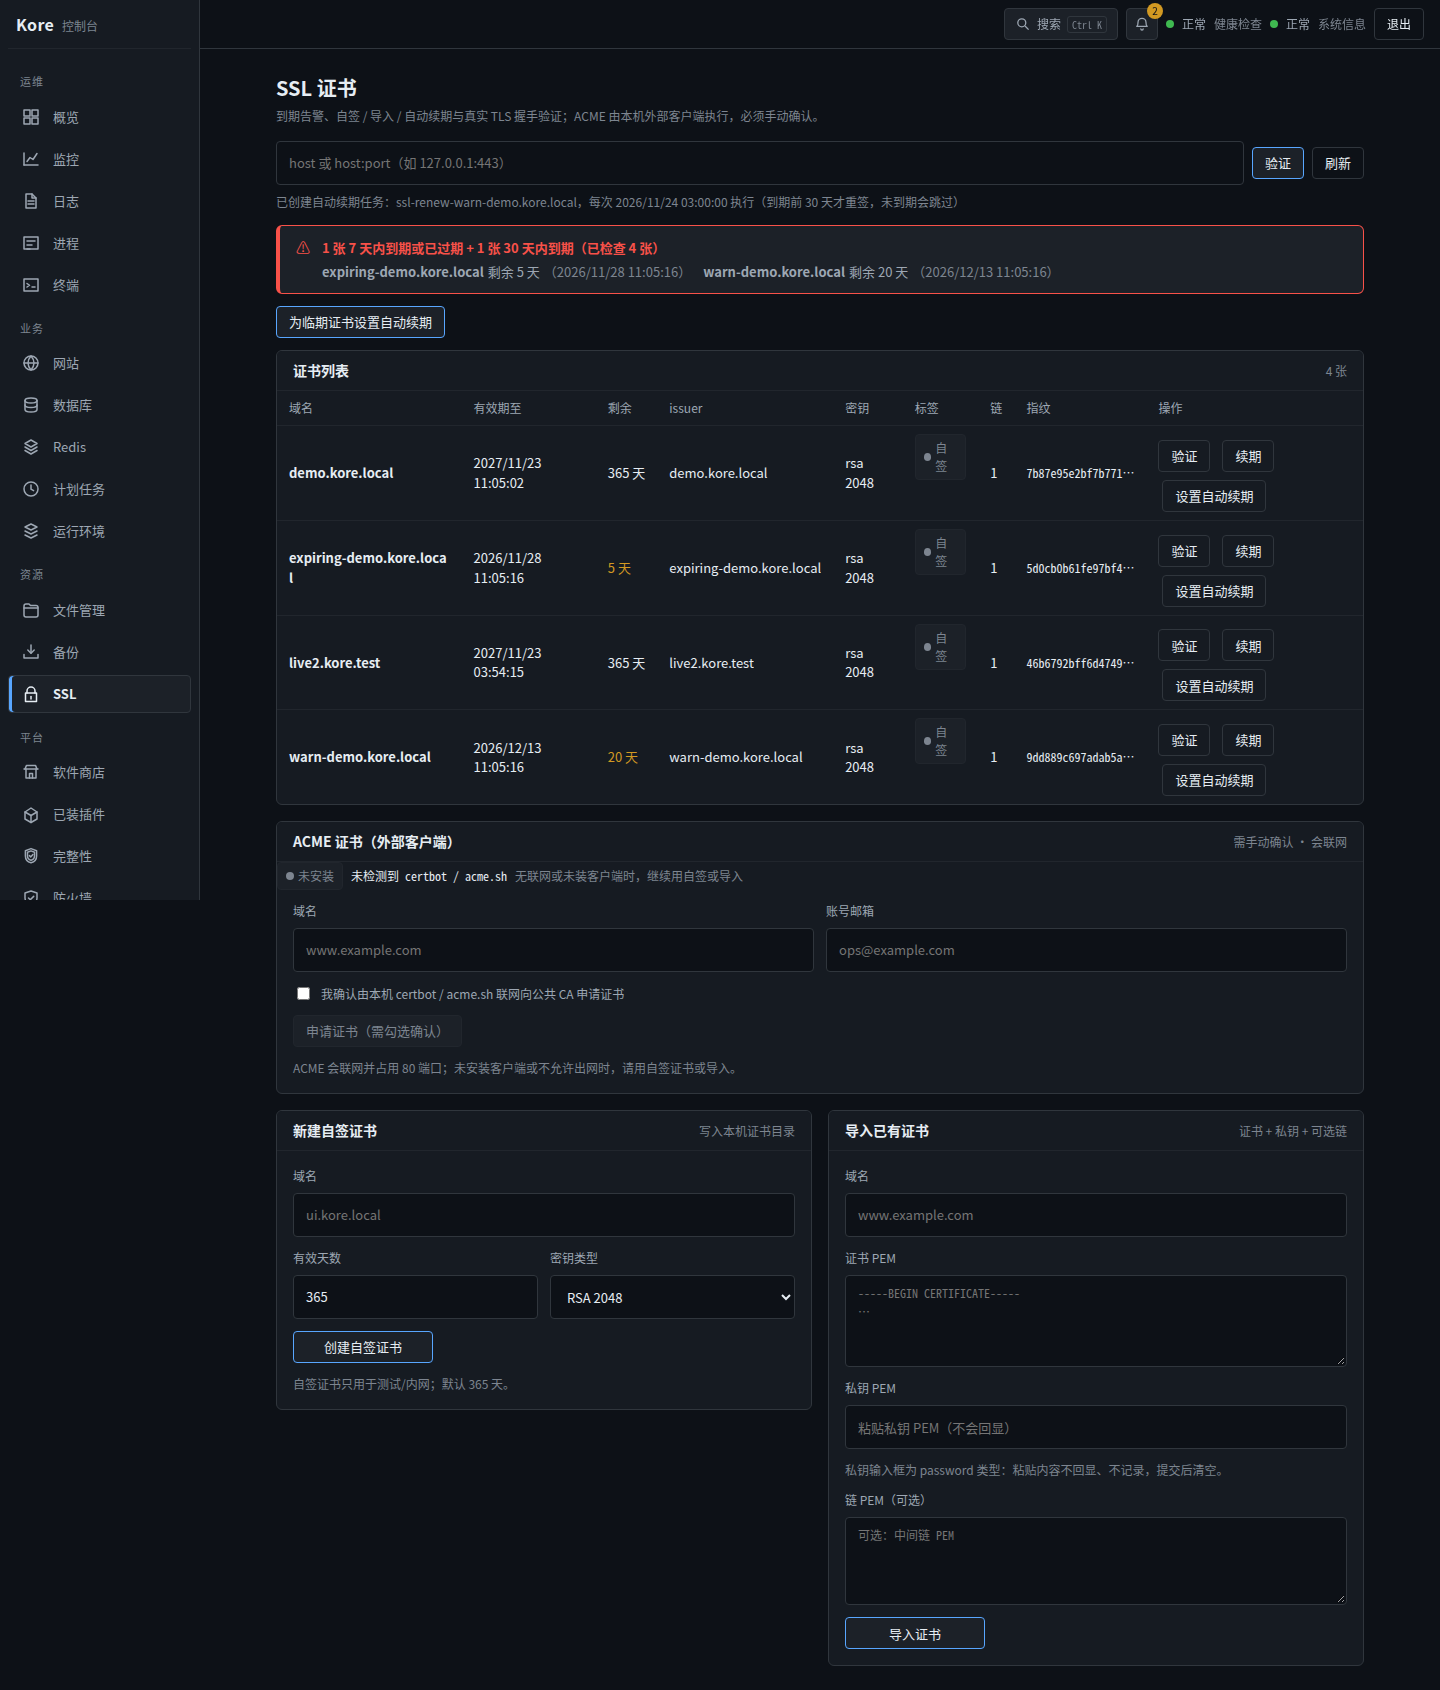 Kore 控制台
搜索 Ctrl K
2
正常 健康检查
正常 系统信息
退出
运维
概览
监控
日志
进程
终端
业务
网站
数据库
Redis
计划任务
运行环境
资源
文件管理
备份
SSL
平台
软件商店
已装插件
完整性
防火墙
SSL 证书
到期告警、自签 / 导入 / 自动续期与真实 TLS 握手验证；ACME 由本机外部客户端执行，必须手动确认。
host 或 host:port（如 127.0.0.1:443）
验证
刷新
已创建自动续期任务：ssl-renew-warn-demo.kore.local，每次 2026/11/24 03:00:00 执行（到期前 30 天才重签，未到期会跳过）
1 张 7 天内到期或已过期 + 1 张 30 天内到期（已检查 4 张）
expiring-demo.kore.local 剩余 5 天 （2026/11/28 11:05:16） warn-demo.kore.local 剩余 20 天 （2026/12/13 11:05:16）
为临期证书设置自动续期
证书列表
4 张
域名 有效期至 剩余 issuer 密钥 标签 链 指纹 操作
demo.kore.local
2027/11/23
11:05:02
365 天
demo.kore.local
rsa
2048
自
签
1
7b87e95e2bf7b771…
验证
续期
设置自动续期
expiring-demo.kore.loca
l
2026/11/28
11:05:16
5 天
expiring-demo.kore.local
rsa
2048
自
签
1
5d0cb0b61fe97bf4…
验证
续期
设置自动续期
live2.kore.test
2027/11/23
03:54:15
365 天
live2.kore.test
rsa
2048
自
签
1
46b6792bff6d4749…
验证
续期
设置自动续期
warn-demo.kore.local
2026/12/13
11:05:16
20 天
warn-demo.kore.local
rsa
2048
自
签
1
9dd889c697adab5a…
验证
续期
设置自动续期
ACME 证书（外部客户端）
需手动确认 · 会联网
未安装 未检测到 certbot / acme.sh 无联网或未装客户端时，继续用自签或导入
域名
www.example.com
账号邮箱
ops@example.com
我确认由本机 certbot / acme.sh 联网向公共 CA 申请证书
申请证书（需勾选确认）
ACME 会联网并占用 80 端口；未安装客户端或不允许出网时，请用自签证书或导入。
新建自签证书
写入本机证书目录
域名
ui.kore.local
有效天数
365
密钥类型
RSA 2048
创建自签证书
自签证书只用于测试/内网；默认 365 天。
导入已有证书
证书 + 私钥 + 可选链
域名
www.example.com
证书 PEM
-----BEGIN CERTIFICATE-----
…
私钥 PEM
粘贴私钥 PEM（不会回显）
私钥输入框为 password 类型：粘贴内容不回显、不记录，提交后清空。
链 PEM（可选）
可选：中间链 PEM
导入证书